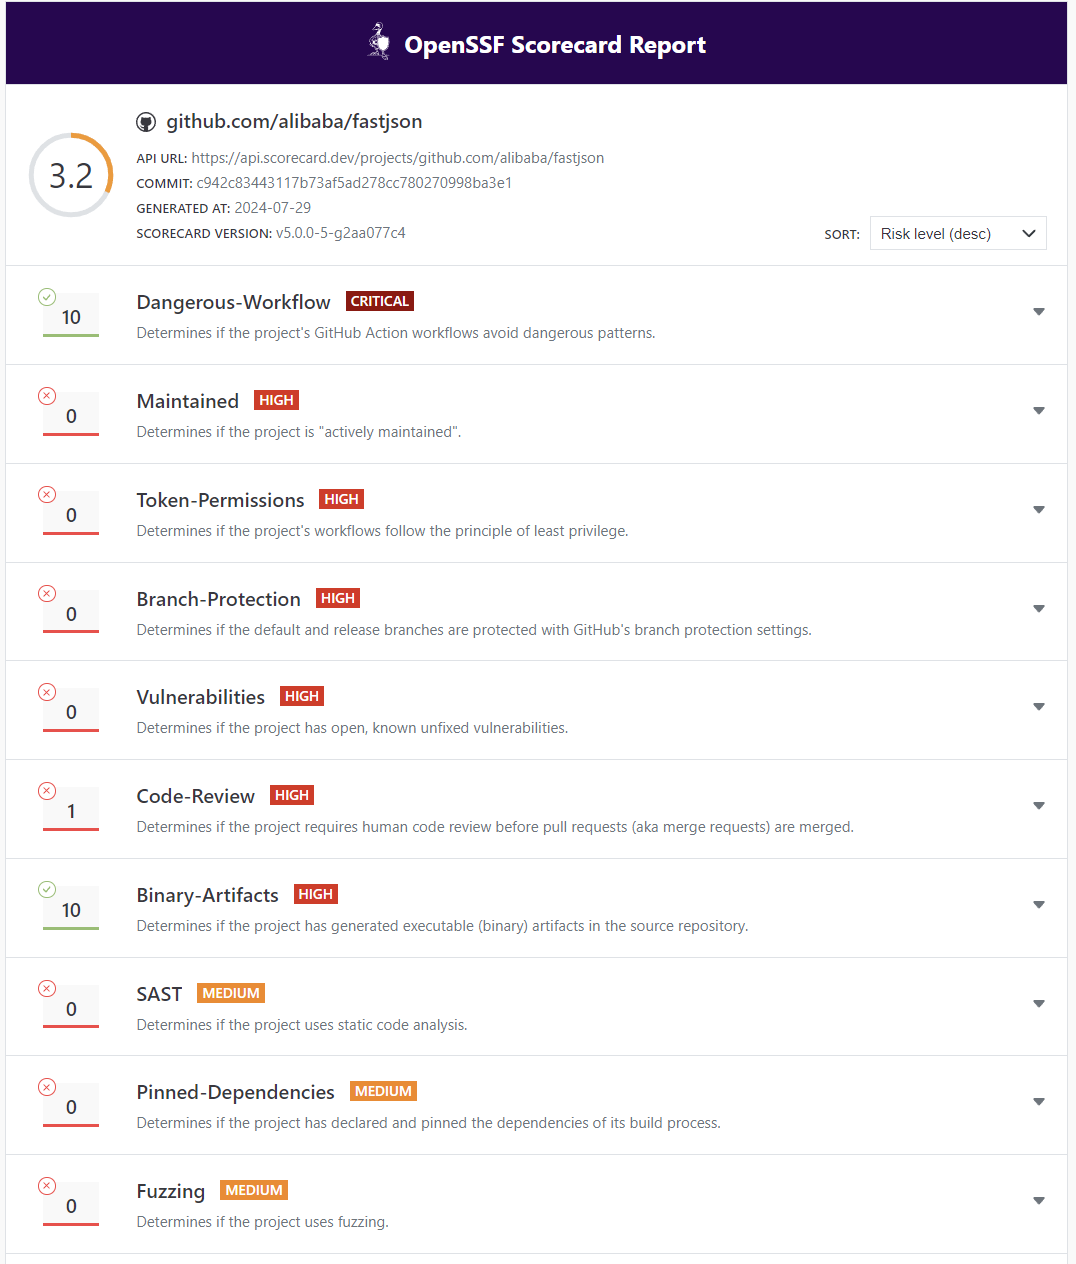 OpenSSF Scorecard Report
3.2
github.com/alibaba/fastjson
API URL: https://api.scorecard.dev/projects/github.com/alibaba/fastjson
COMMIT: c942c83443117b73af5ad278cc780270998ba3e1
GENERATED AT: 2024-07-29
SCORECARD VERSION: v5.0.0-5-g2aa077c4
SORT: Risk level (desc)
10
Dangerous-Workflow CRITICAL
Determines if the project's GitHub Action workflows avoid dangerous patterns.
0
Maintained HIGH
Determines if the project is "actively maintained".
0
Token-Permissions HIGH
Determines if the project's workflows follow the principle of least privilege.
0
Branch-Protection HIGH
Determines if the default and release branches are protected with GitHub's branch protection settings.
0
Vulnerabilities HIGH
Determines if the project has open, known unfixed vulnerabilities.
1
Code-Review HIGH
Determines if the project requires human code review before pull requests (aka merge requests) are merged.
10
Binary-Artifacts HIGH
Determines if the project has generated executable (binary) artifacts in the source repository.
0
SAST MEDIUM
Determines if the project uses static code analysis.
0
Pinned-Dependencies MEDIUM
Determines if the project has declared and pinned the dependencies of its build process.
0
Fuzzing MEDIUM
Determines if the project uses fuzzing.